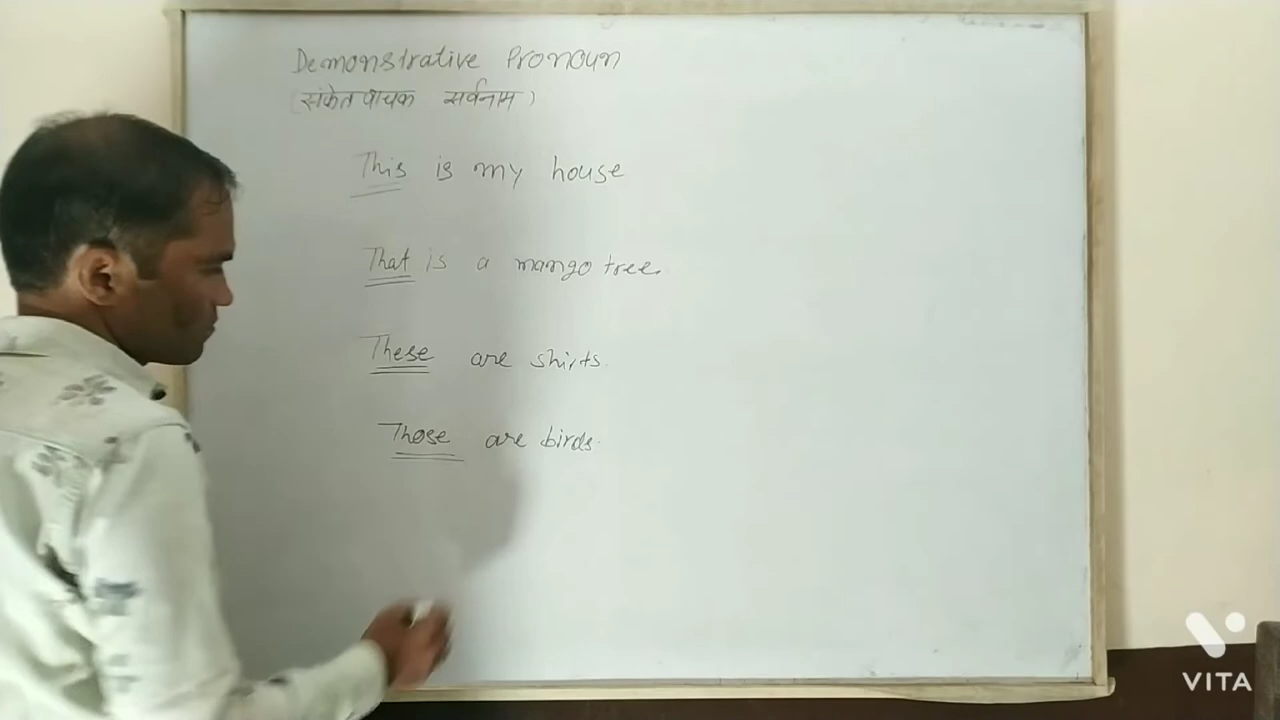 Demonstrative Pronoun
(संकेतवाचक सर्वनाम)
This is my house
That is a mango tree.
These are shirts.
Those are birds.
VITA